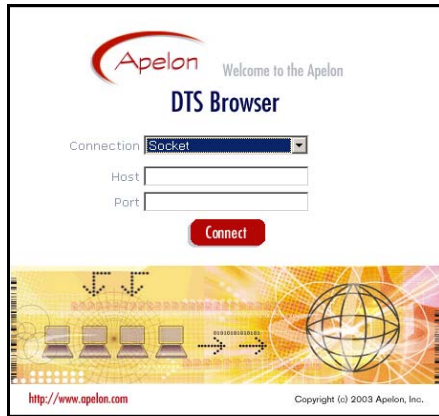 Apelon
Welcome to the Apelon
DTS Browser
Connection Socket
Host
Port
Connect
01010101010101
http://www.apelon.com
Copyright (c) 2003 Apelon, Inc.